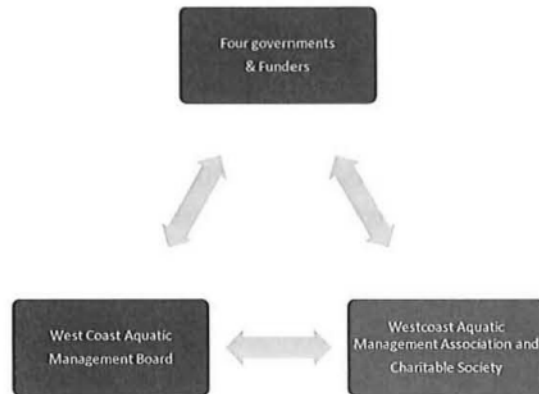 Four governments
& Funders
West Coast Aquatic
Management Board
Westcoast Aquatic
Management Association and
Charitable Society